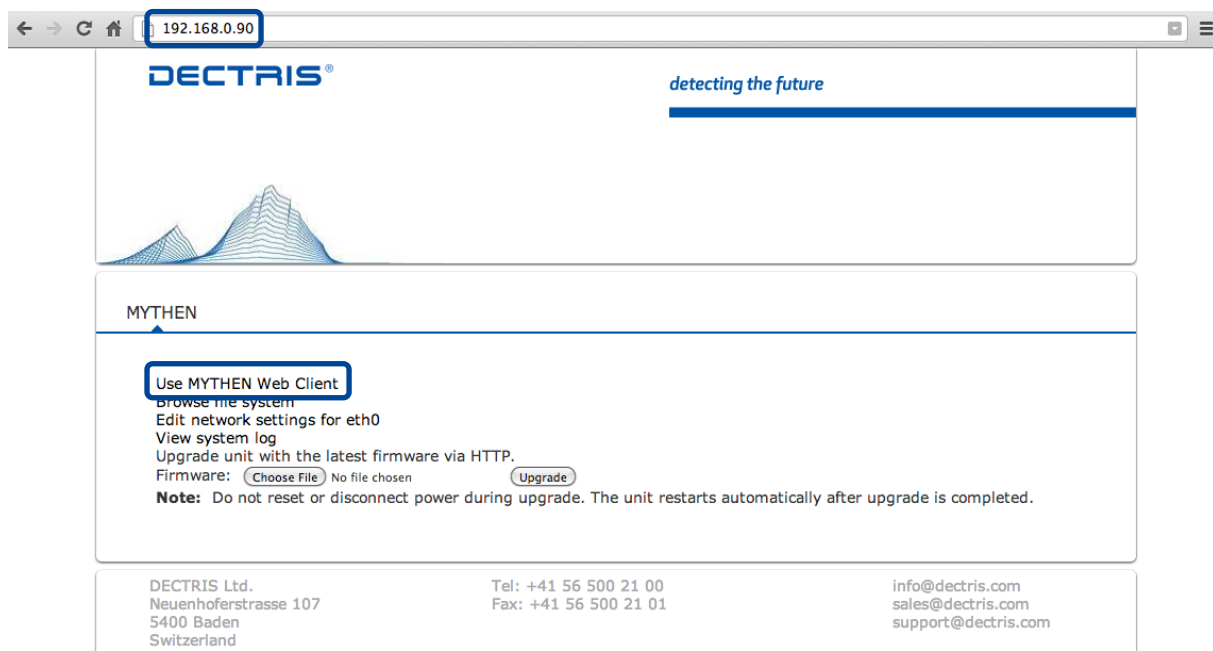 192.168.0.90
DECTRIS®
detecting the future
MYTHEN
Use MYTHEN Web Client
Browse file system
Edit network settings for eth0
View system log
Upgrade unit with the latest firmware via HTTP.
Firmware: Choose File No file chosen Upgrade
Note: Do not reset or disconnect power during upgrade. The unit restarts automatically after upgrade is completed.
DECTRIS Ltd. Tel: +41 56 500 21 00 info@dectris.com
Neuenhoferstrasse 107 Fax: +41 56 500 21 01 sales@dectris.com
5400 Baden support@dectris.com
Switzerland